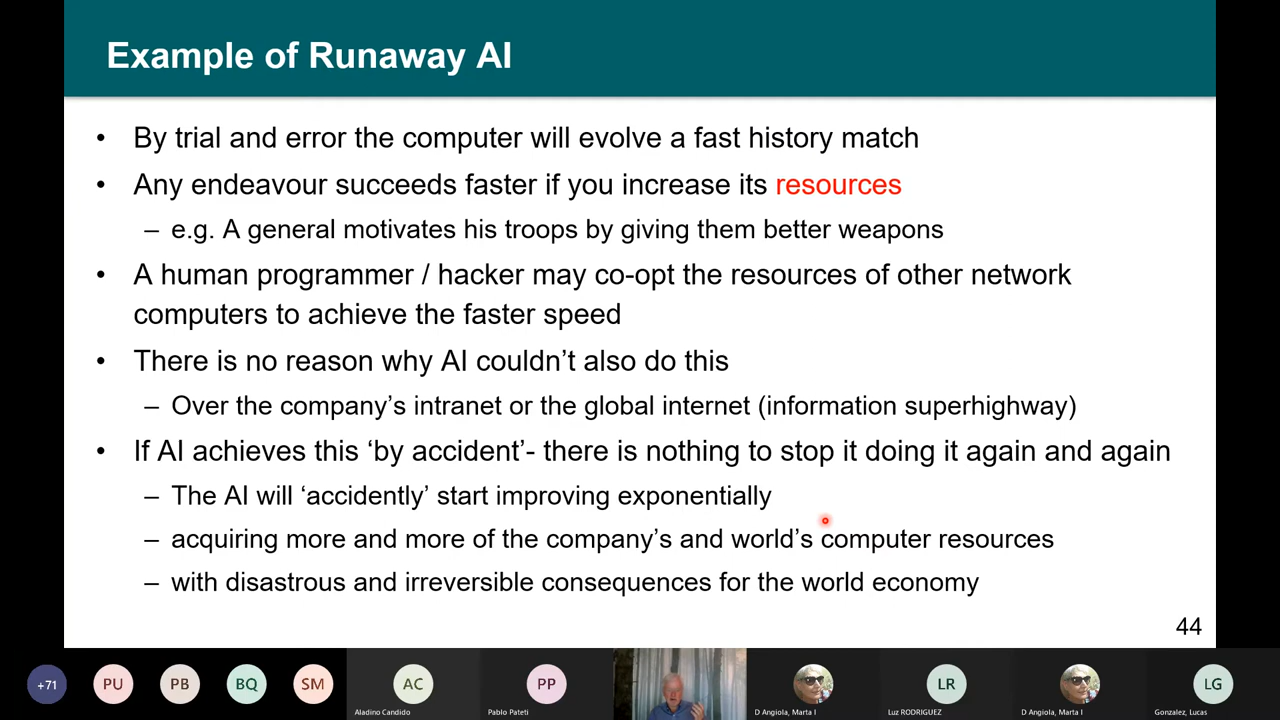 Example of Runaway AI
• By trial and error the computer will evolve a fast history match
• Any endeavour succeeds faster if you increase its resources
– e.g. A general motivates his troops by giving them better weapons
• A human programmer / hacker may co-opt the resources of other network
computers to achieve the faster speed
• There is no reason why AI couldn't also do this
– Over the company's intranet or the global internet (information superhighway)
• If AI achieves this 'by accident'- there is nothing to stop it doing it again and again
– The AI will 'accidently' start improving exponentially
– acquiring more and more of the company's and world's computer resources
– with disastrous and irreversible consequences for the world economy
44
+71 PU PB BQ SM AC PP LR LG
Aladino Candido Pablo Pateti D Angiola, Marta I Luz RODRIGUEZ D Angiola, Marta I Gonzalez, Lucas